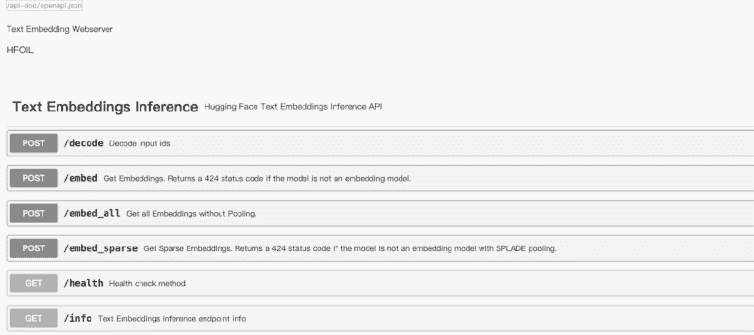 /api-doc/openapi.json
Text Embedding Webserver
HFOIL
Text Embeddings Inference Hugging Face Text Embeddings Inference API
POST /decode Decode input ids
POST /embed Get Embeddings. Returns a 424 status code if the model is not an embedding model.
POST /embed_all Get all Embeddings without Pooling.
POST /embed_sparse Get Sparse Embeddings. Returns a 424 status code if the model is not an embedding model with SPLADE pooling.
GET /health Health check method
GET /info Text Embeddings Inference endpoint info